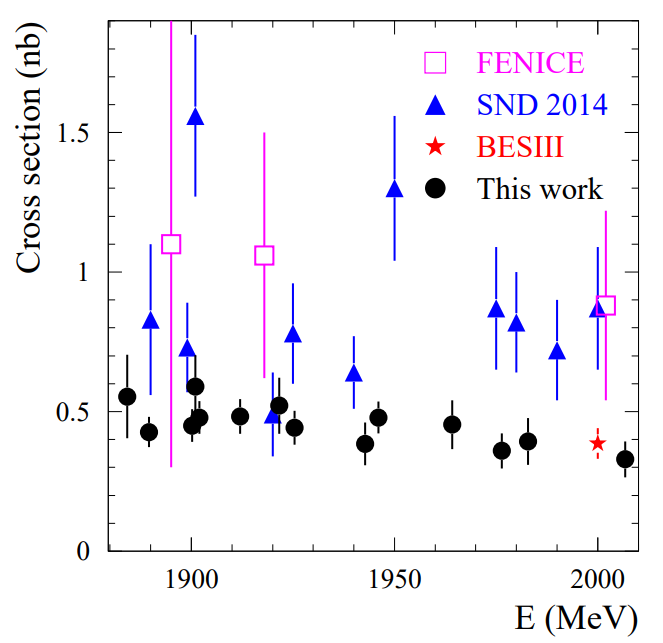 Cross section (nb)
FENICE
SND 2014
BESIII
This work
1.5
1
0.5
0
1900
1950
2000
E (MeV)